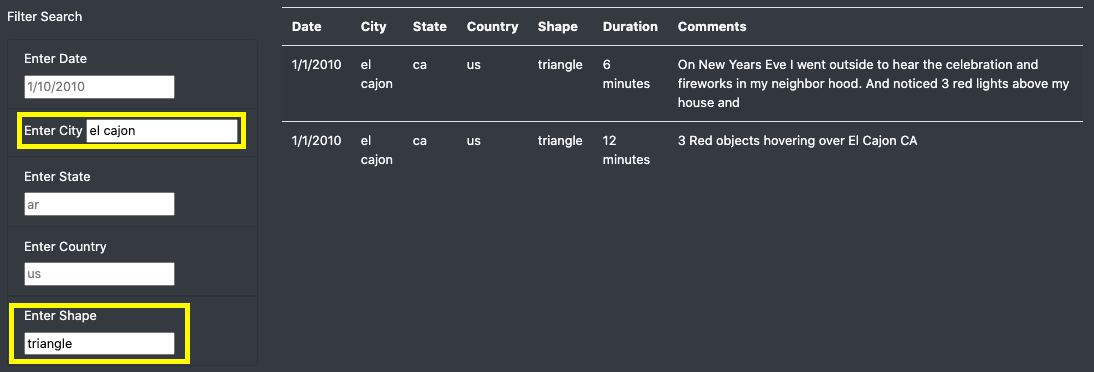 Filter Search
Enter Date
1/10/2010
Enter City el cajon
Enter State
ar
Enter Country
us
Enter Shape
triangle
Date City State Country Shape Duration Comments
1/1/2010 el cajon ca us triangle 6 minutes On New Years Eve I went outside to hear the celebration and
fireworks in my neighbor hood. And noticed 3 red lights above my
house and
1/1/2010 el cajon ca us triangle 12 minutes 3 Red objects hovering over El Cajon CA